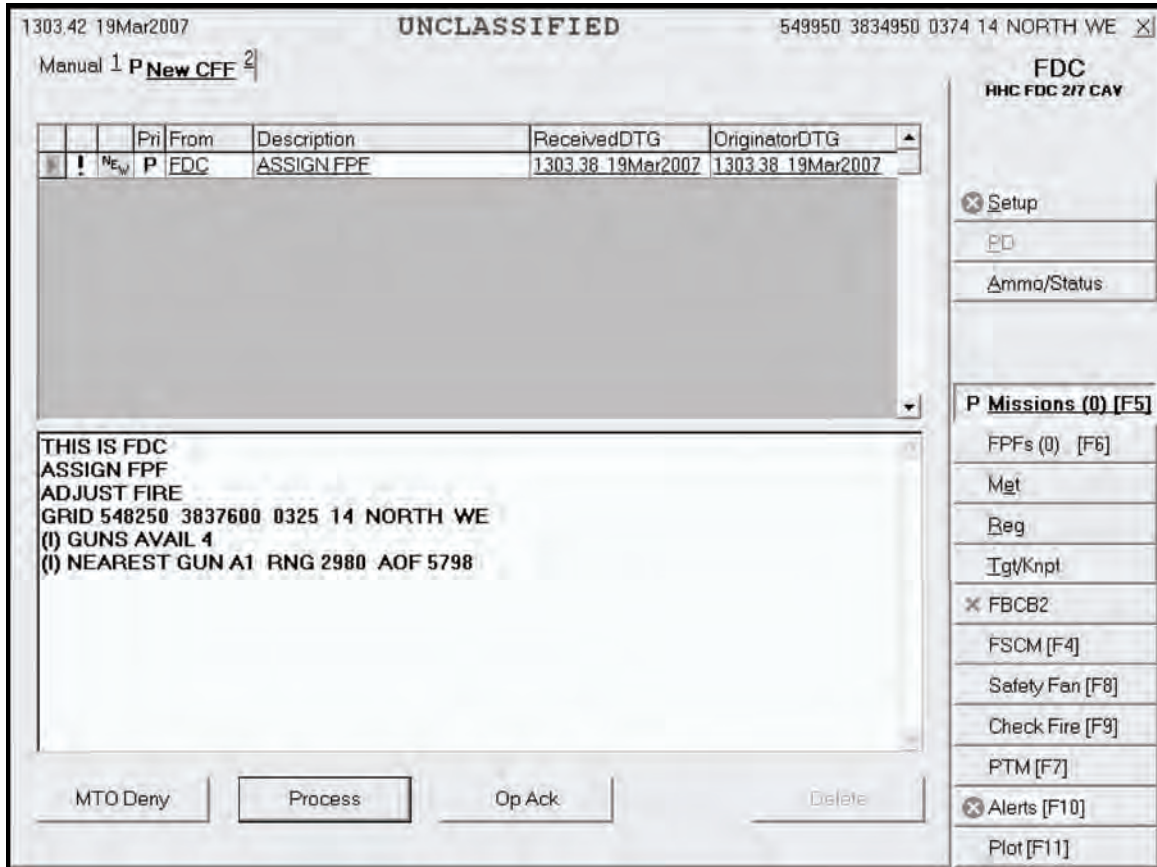 1303.42 19Mar2007 UNCLASSIFIED 549950 3834950 0374 14 NORTH WE X
Manual 1 P New CFF 2
FDC
HHC FDC 2/7 CAV
! Pri From Description ReceivedDTG OriginatorDTG
! NEW P FDC ASSIGN FPF 1303.38 19Mar2007 1303.38 19Mar2007
Setup
PD
Ammo/Status
P Missions (0) [F5]
FPFs (0) [F6]
Met
Reg
Tgt/Knpt
FBCB2
FSCM [F4]
Safety Fan [F8]
Check Fire [F9]
PTM [F7]
Alerts [F10]
Plot [F11]
THIS IS FDC
ASSIGN FPF
ADJUST FIRE
GRID 548250 3837600 0325 14 NORTH WE
(I) GUNS AVAIL 4
(I) NEAREST GUN A1 RNG 2980 AOF 5798
MTO Deny Process Op Ack Delete